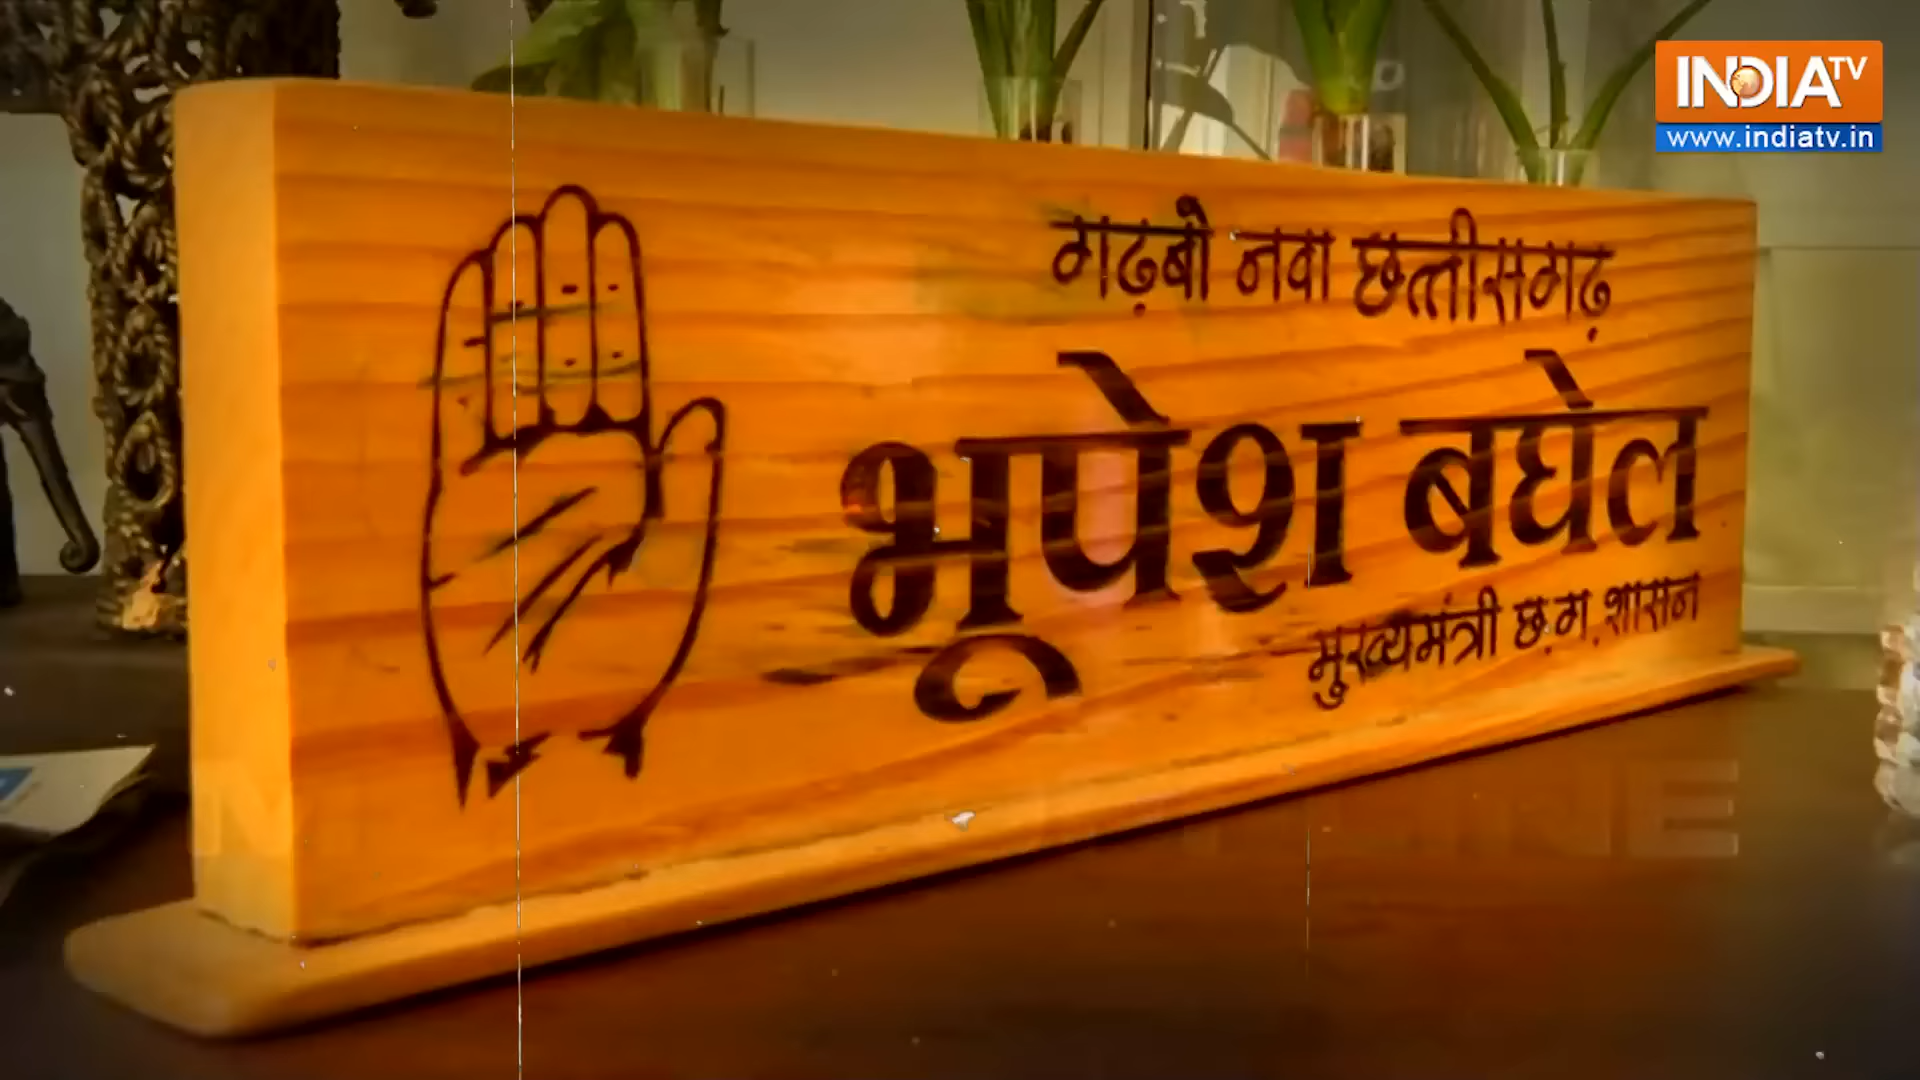 INDIA TV
www.indiatv.in
गढ़बो नवा छत्तीसगढ़
भूपेश बघेल
मुख्यमंत्री छ.ग. शासन